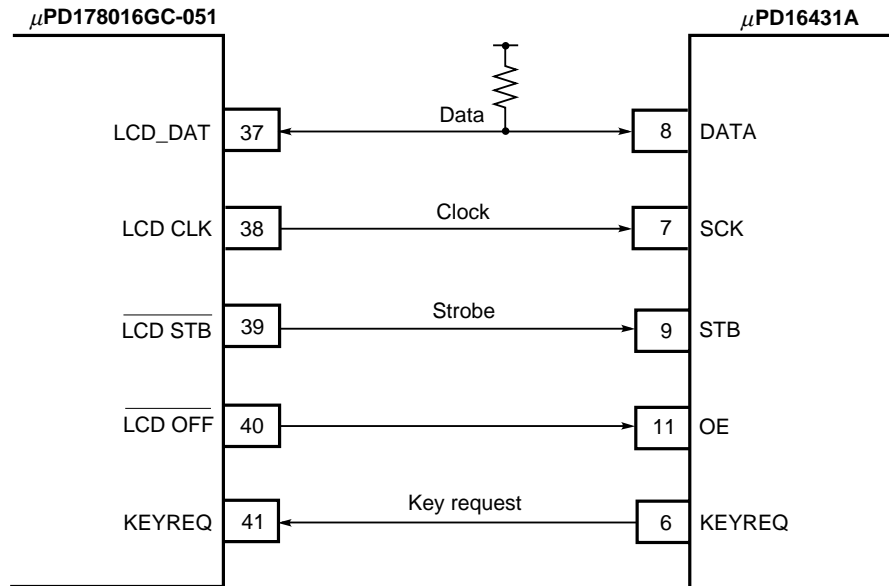 μPD178016GC-051 μPD16431A
LCD_DAT 37 Data 8 DATA
LCD CLK 38 Clock 7 SCK
LCD STB 39 Strobe 9 STB
LCD OFF 40 11 OE
KEYREQ 41 Key request 6 KEYREQ